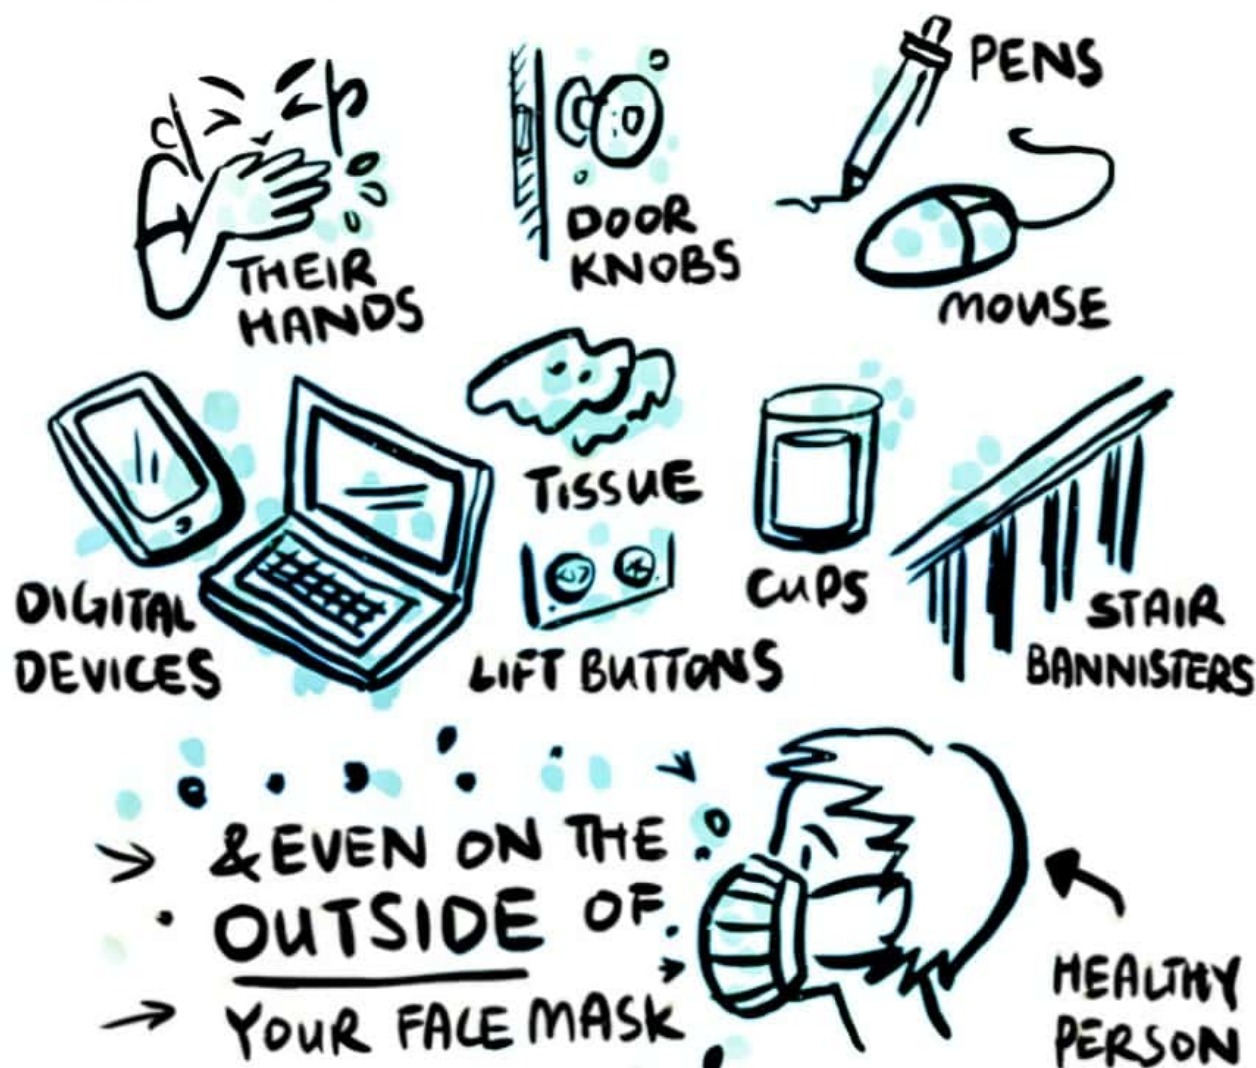 THEIR
HANDS
DOOR
KNOBS
PENS
MOUSE
DIGITAL
DEVICES
TISSUE
LIFT BUTTONS
CUPS
STAIR
BANNISTERS
& EVEN ON THE
OUTSIDE OF
YOUR FACE MASK
HEALTHY
PERSON